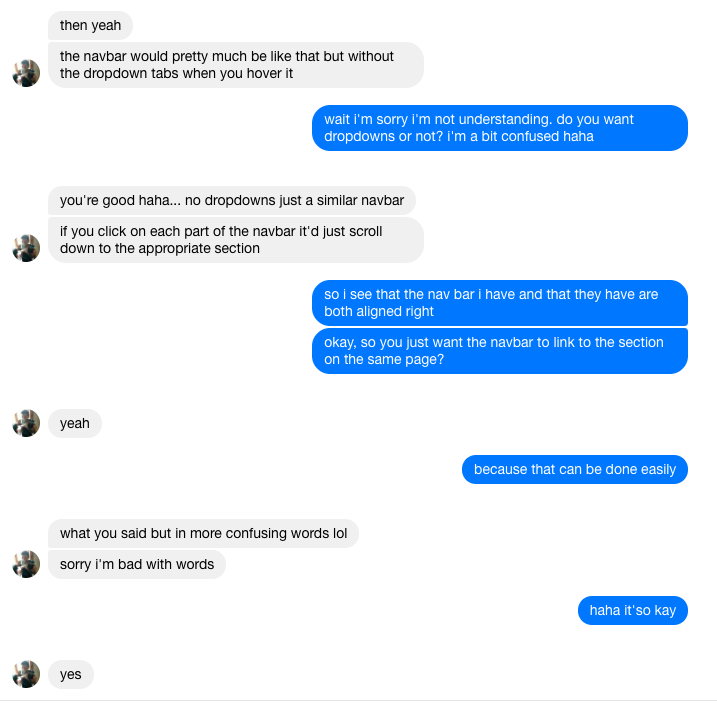 then yeah
the navbar would pretty much be like that but without
the dropdown tabs when you hover it
wait i'm sorry i'm not understanding. do you want
dropdowns or not? i'm a bit confused haha
you're good haha... no dropdowns just a similar navbar
if you click on each part of the navbar it'd just scroll
down to the appropriate section
so i see that the nav bar i have and that they have are
both aligned right
okay, so you just want the navbar to link to the section
on the same page?
yeah
because that can be done easily
what you said but in more confusing words lol
sorry i'm bad with words
haha it'so kay
yes